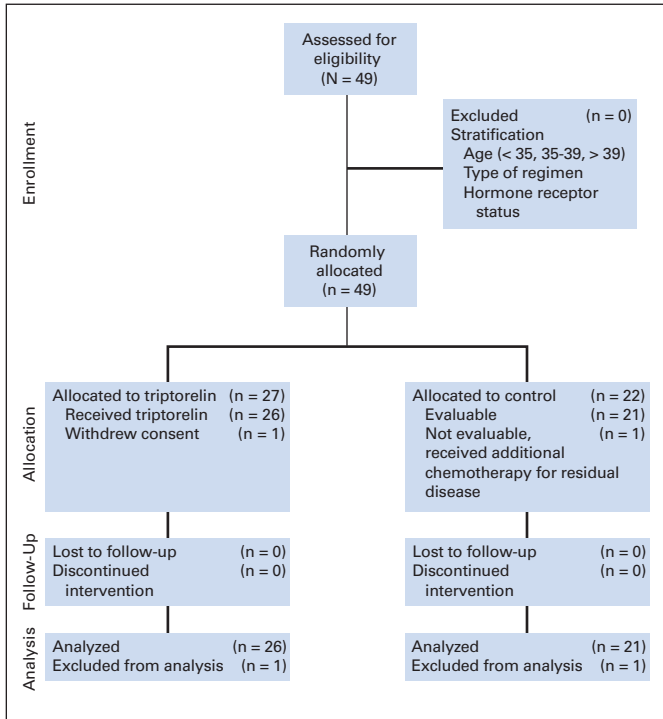 Assessed for
eligibility
(N = 49)
Excluded (n = 0)
Stratification
Age (< 35, 35-39, > 39)
Type of regimen
Hormone receptor
status
Enrollment
Randomly
allocated
(n = 49)
Allocation
Allocated to triptorelin (n = 27)
Received triptorelin (n = 26)
Withdrew consent (n = 1)
Allocated to control (n = 22)
Evaluable (n = 21)
Not evaluable, (n = 1)
received additional
chemotherapy for residual
disease
Follow-Up
Lost to follow-up (n = 0)
Discontinued (n = 0)
intervention
Lost to follow-up (n = 0)
Discontinued (n = 0)
intervention
Analysis
Analyzed (n = 26)
Excluded from analysis (n = 1)
Analyzed (n = 21)
Excluded from analysis (n = 1)